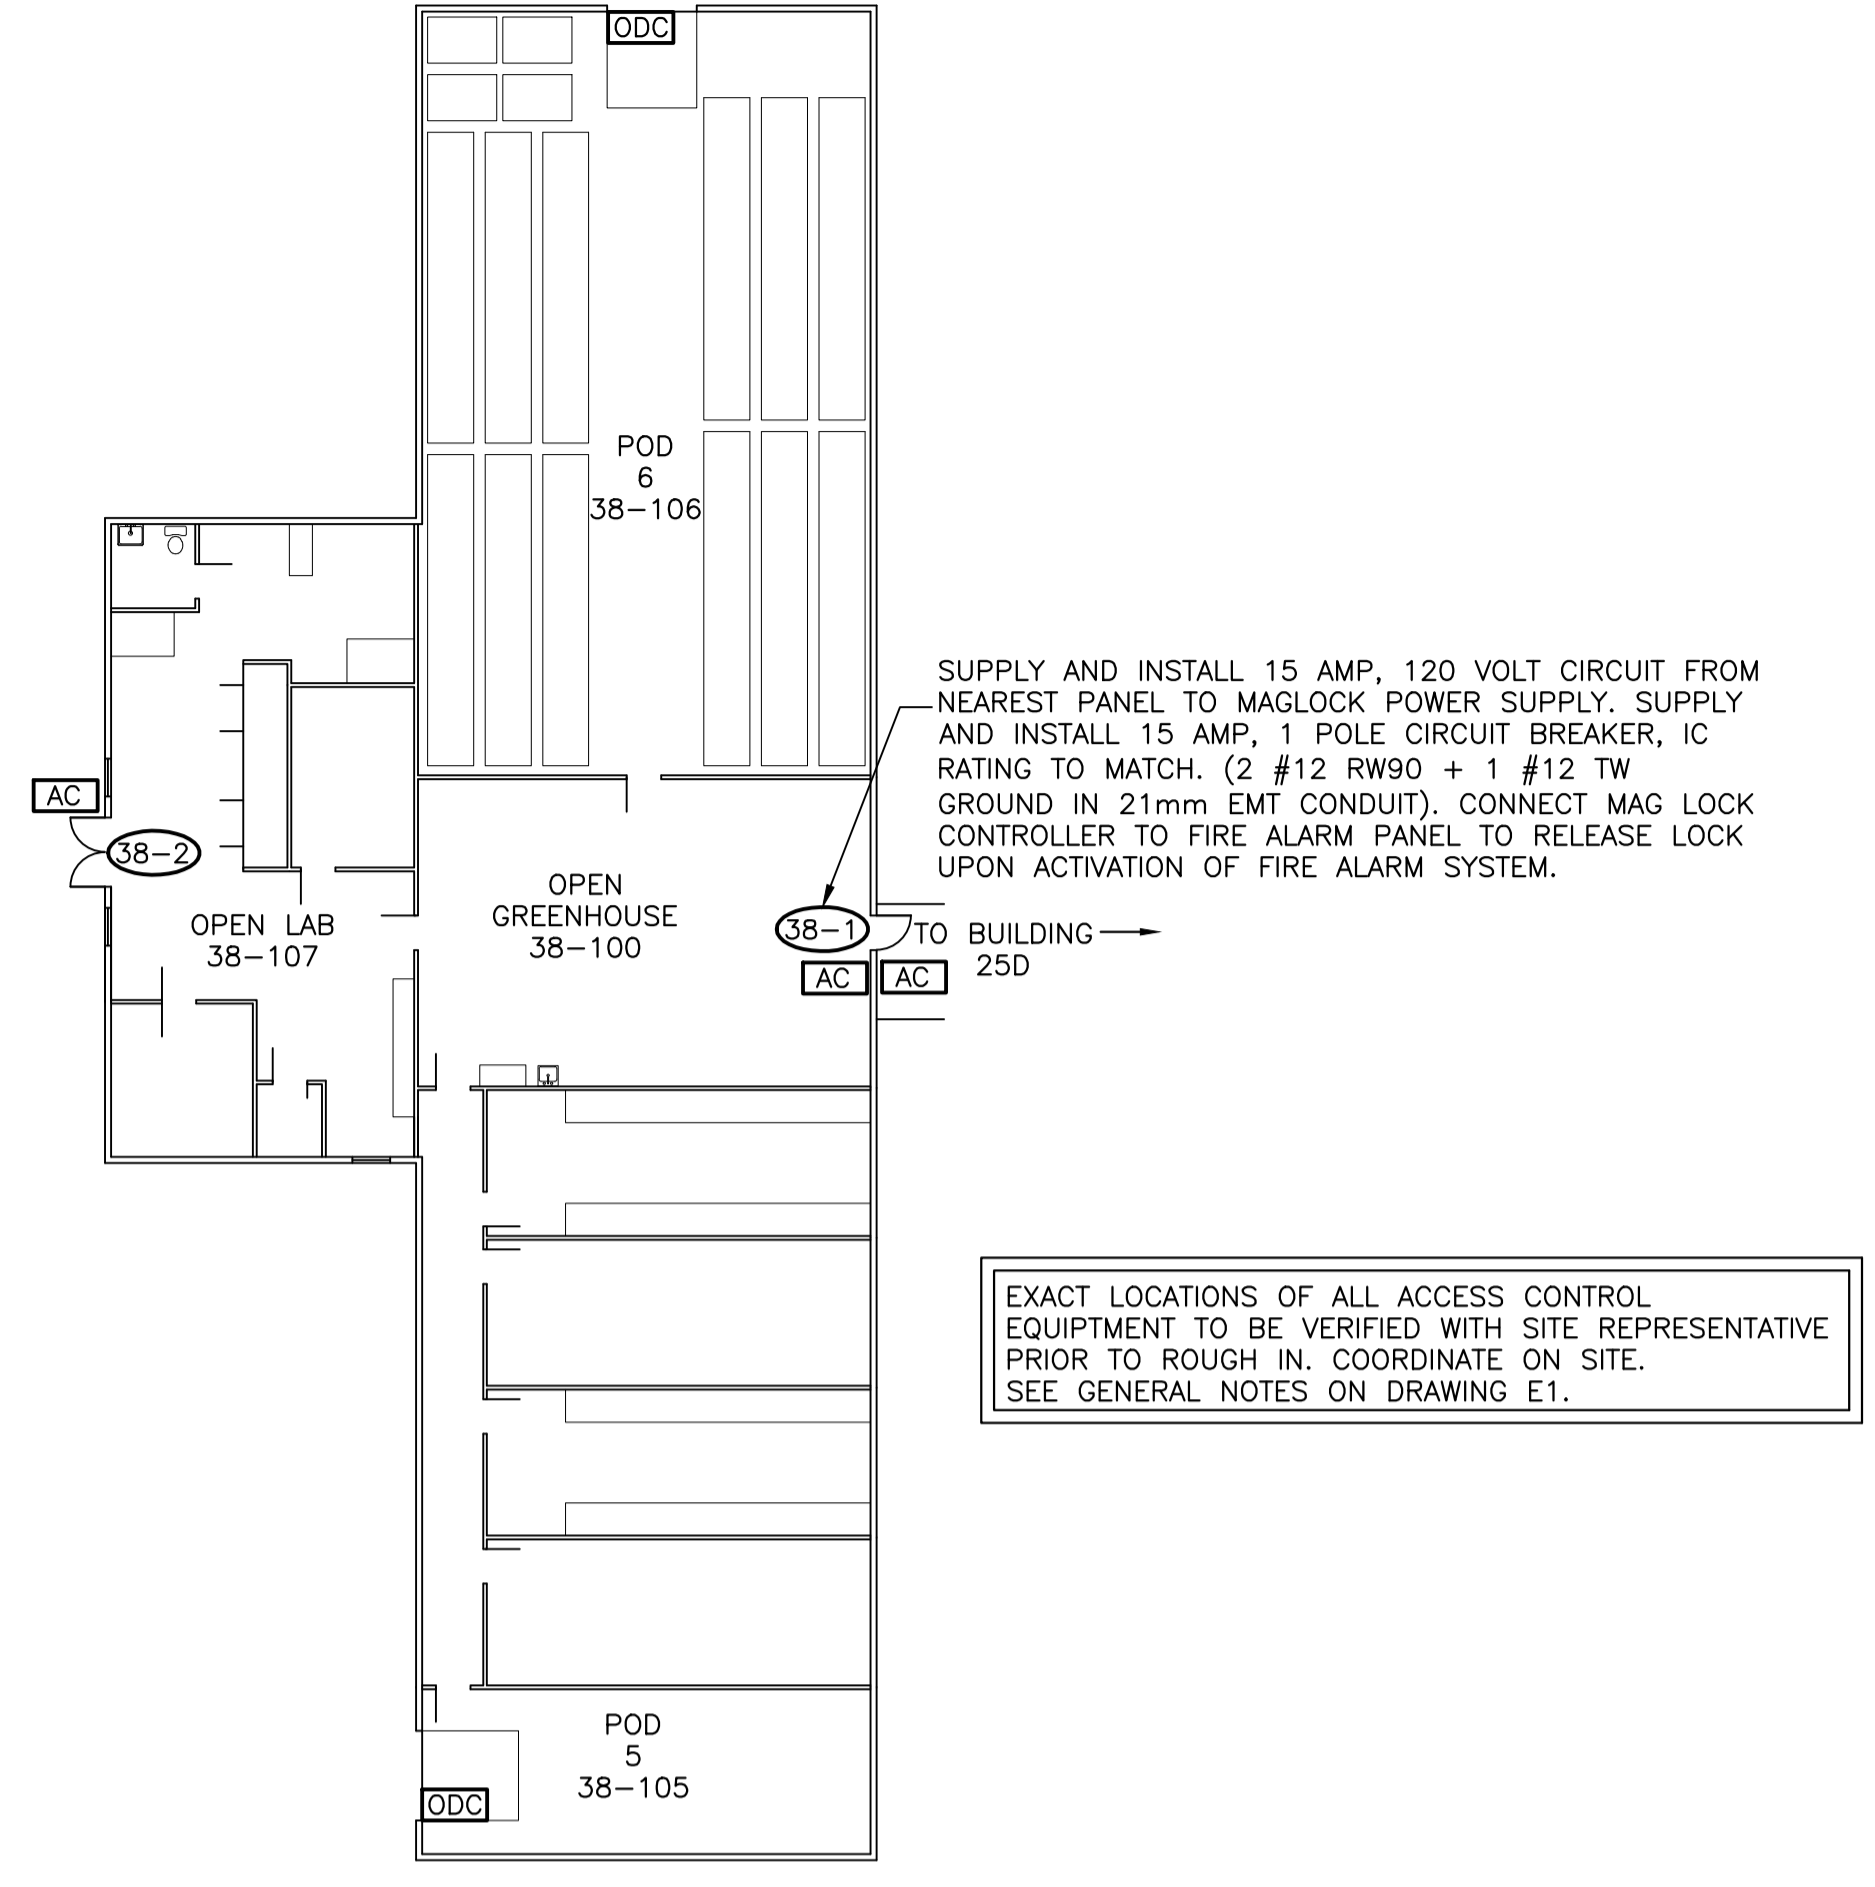 ODC
POD
6
38-106
SUPPLY AND INSTALL 15 AMP, 120 VOLT CIRCUIT FROM
NEAREST PANEL TO MAGLOCK POWER SUPPLY. SUPPLY
AND INSTALL 15 AMP, 1 POLE CIRCUIT BREAKER, IC
RATING TO MATCH. (2 #12 RW90 + 1 #12 TW
GROUND IN 21mm EMT CONDUIT). CONNECT MAG LOCK
CONTROLLER TO FIRE ALARM PANEL TO RELEASE LOCK
UPON ACTIVATION OF FIRE ALARM SYSTEM.
AC
38-2
OPEN LAB
38-107
OPEN
GREENHOUSE
38-100
38-1
TO BUILDING
25D
AC
AC
EXACT LOCATIONS OF ALL ACCESS CONTROL
EQUIPTMENT TO BE VERIFIED WITH SITE REPRESENTATIVE
PRIOR TO ROUGH IN. COORDINATE ON SITE.
SEE GENERAL NOTES ON DRAWING E1.
POD
5
38-105
ODC